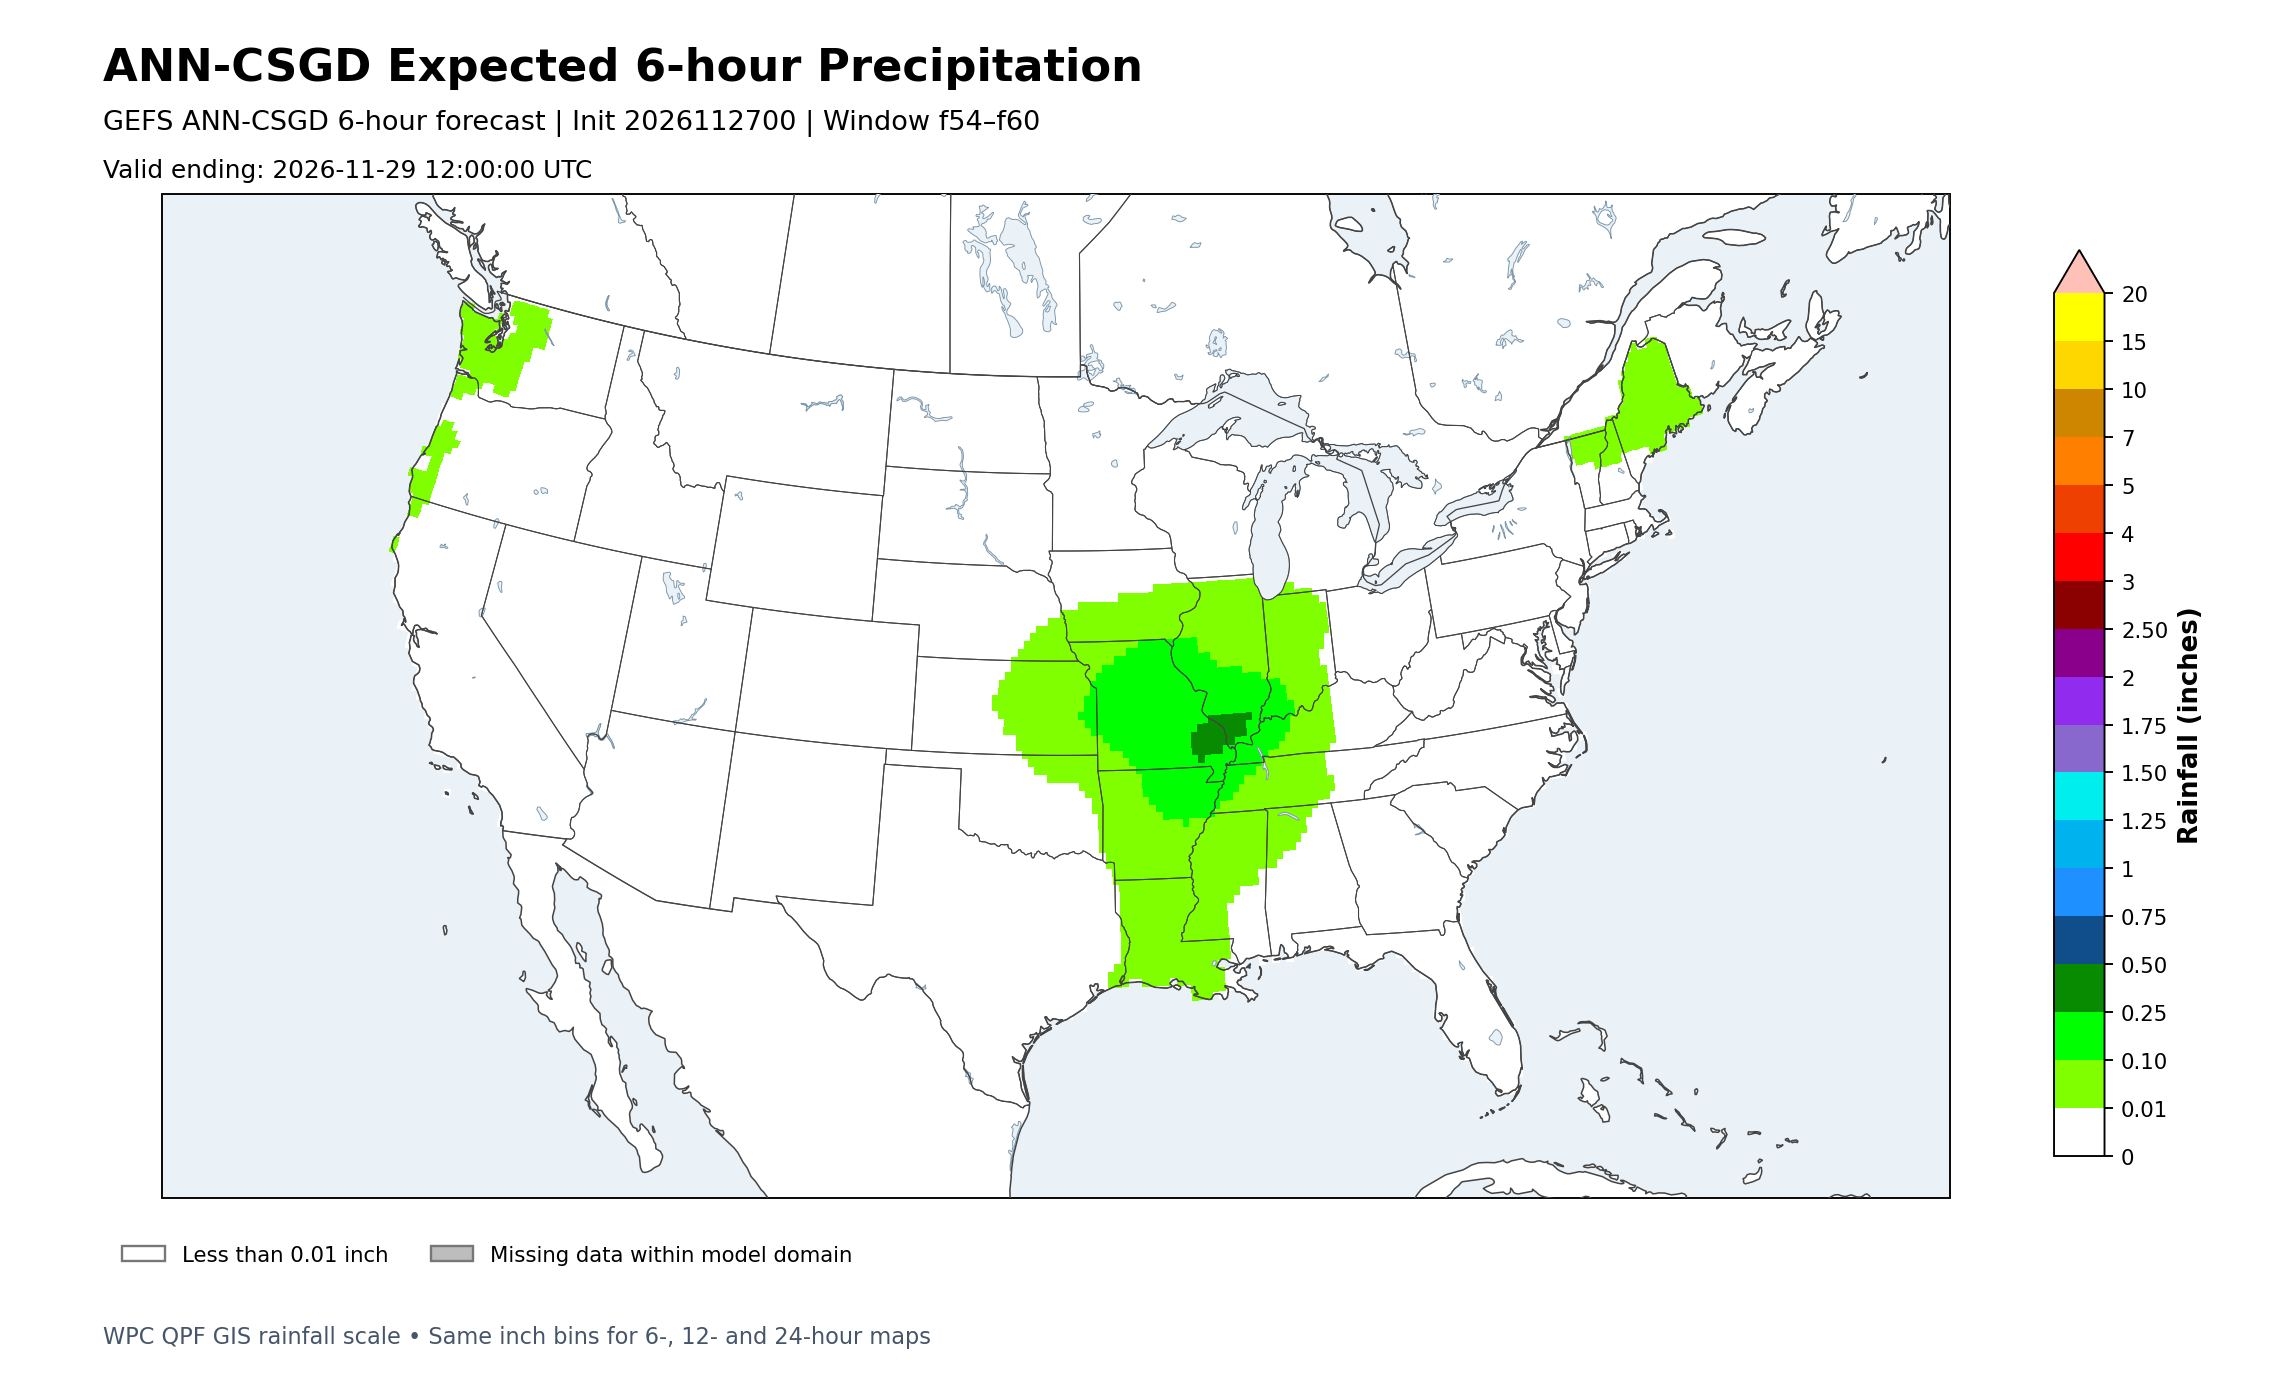 ANN-CSGD Expected 6-hour Precipitation
GEFS ANN-CSGD 6-hour forecast | Init 2026112700 | Window f54–f60
Valid ending: 2026-11-29 12:00:00 UTC
20
15
10
7
5
4
3
2.50
2
1.75
1.50
1.25
1
0.75
0.50
0.25
0.10
0.01
0
Rainfall (inches)
Less than 0.01 inch
Missing data within model domain
WPC QPF GIS rainfall scale • Same inch bins for 6-, 12- and 24-hour maps